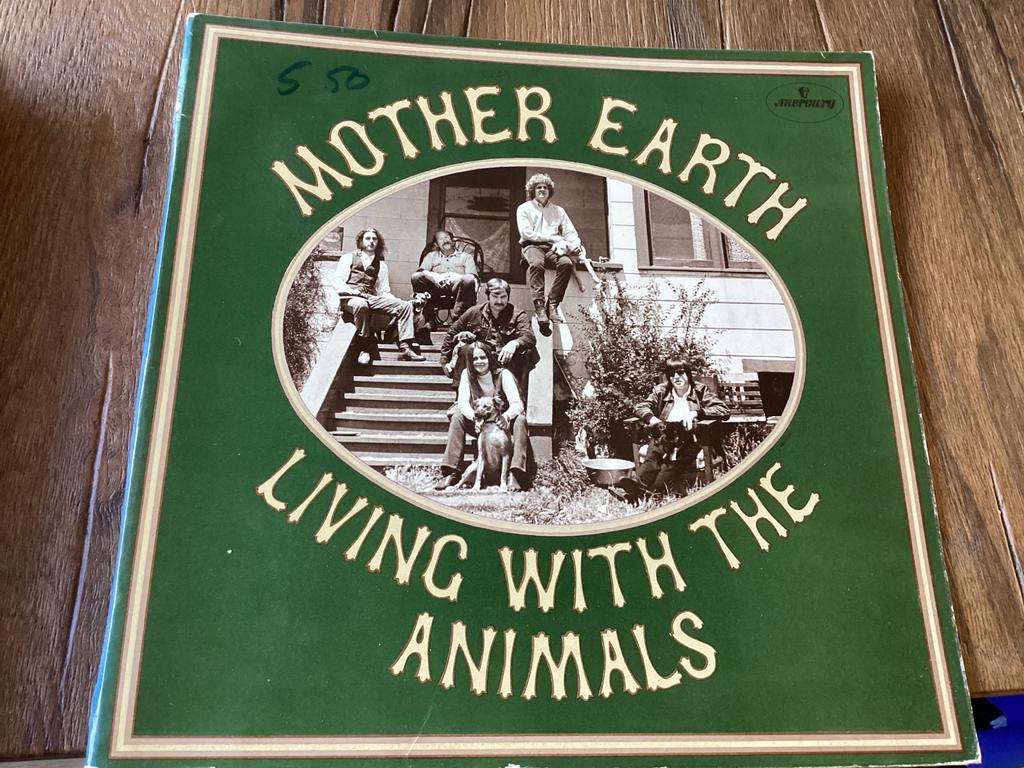 5 50
mercury
MOTHER EARTH
LIVING WITH THE
ANIMALS